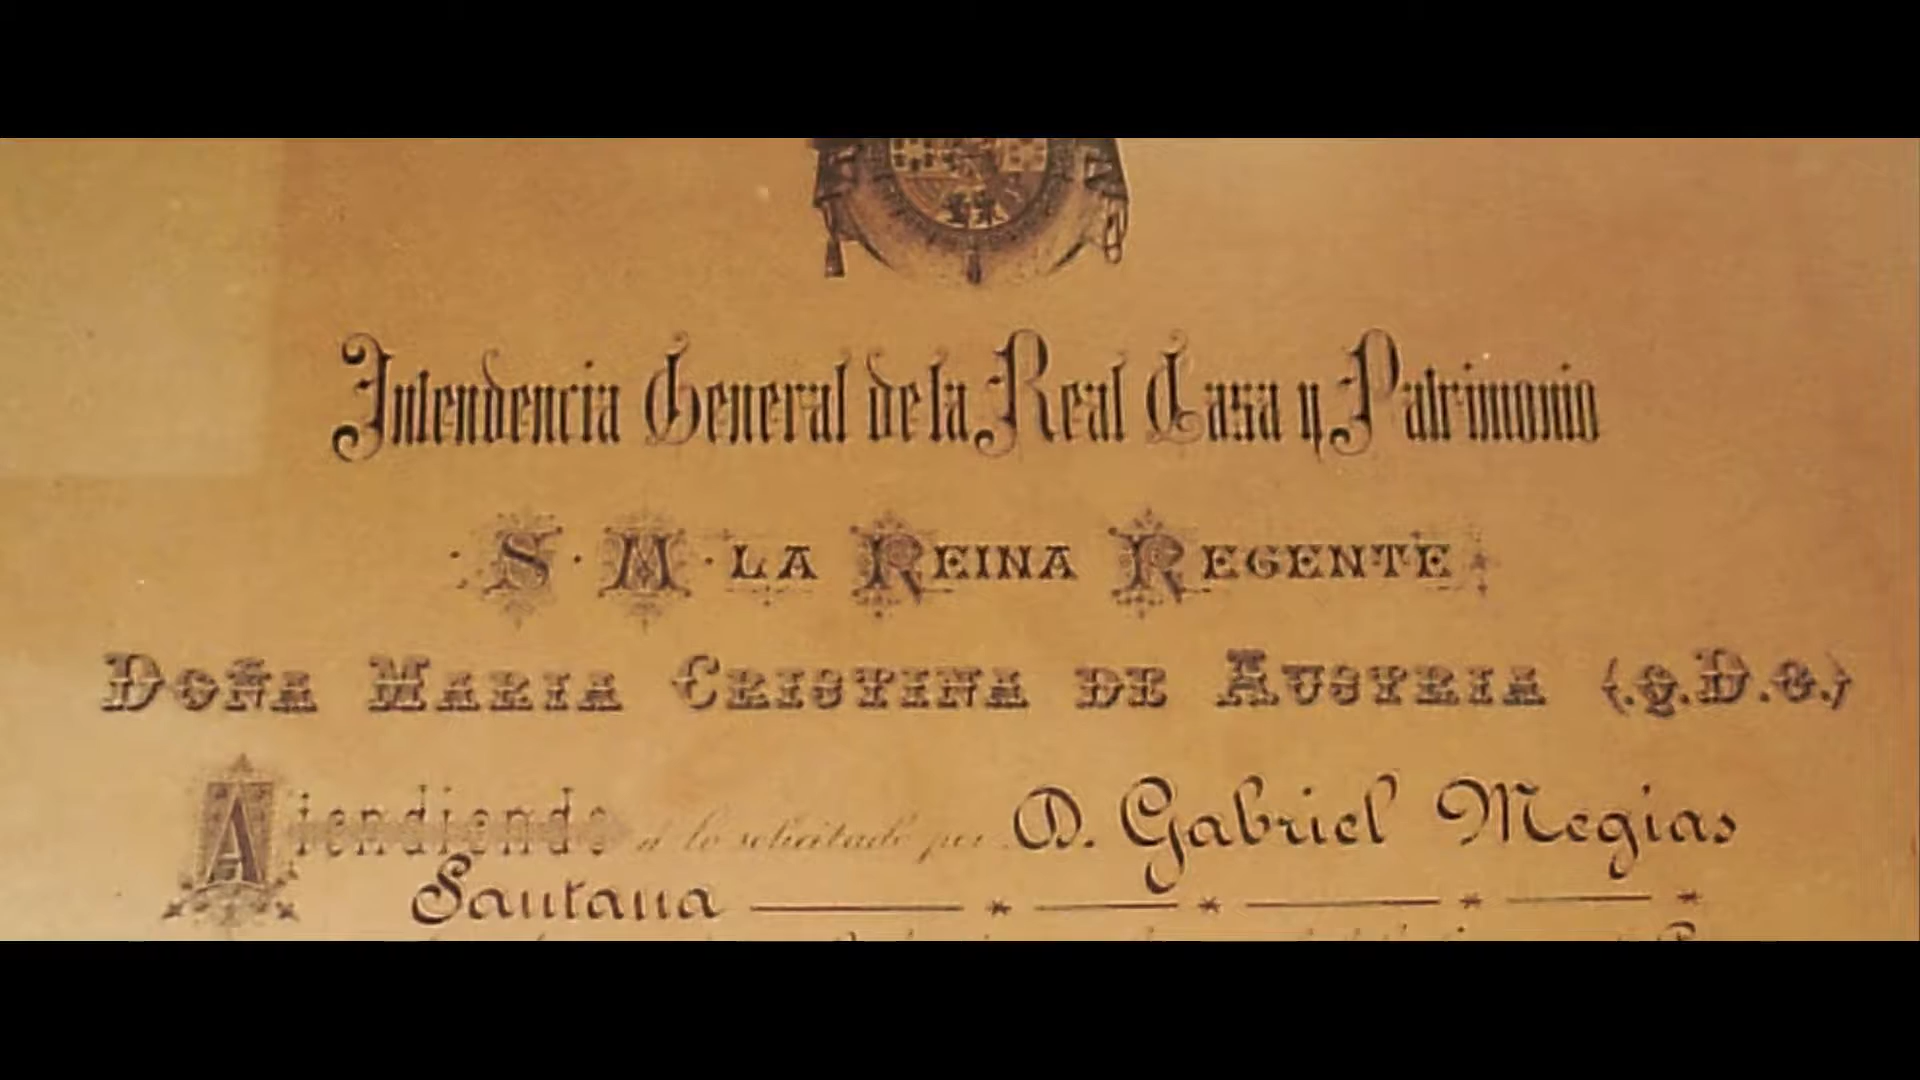 Intendencia General de la Real Casa y Patrimonio
S. M. LA REINA REGENTE
DOÑA MARIA CRISTINA DE AUSTRIA (.Q.D.G.)
Atendiendo á lo solicitado por D. Gabriel Megias
Santana